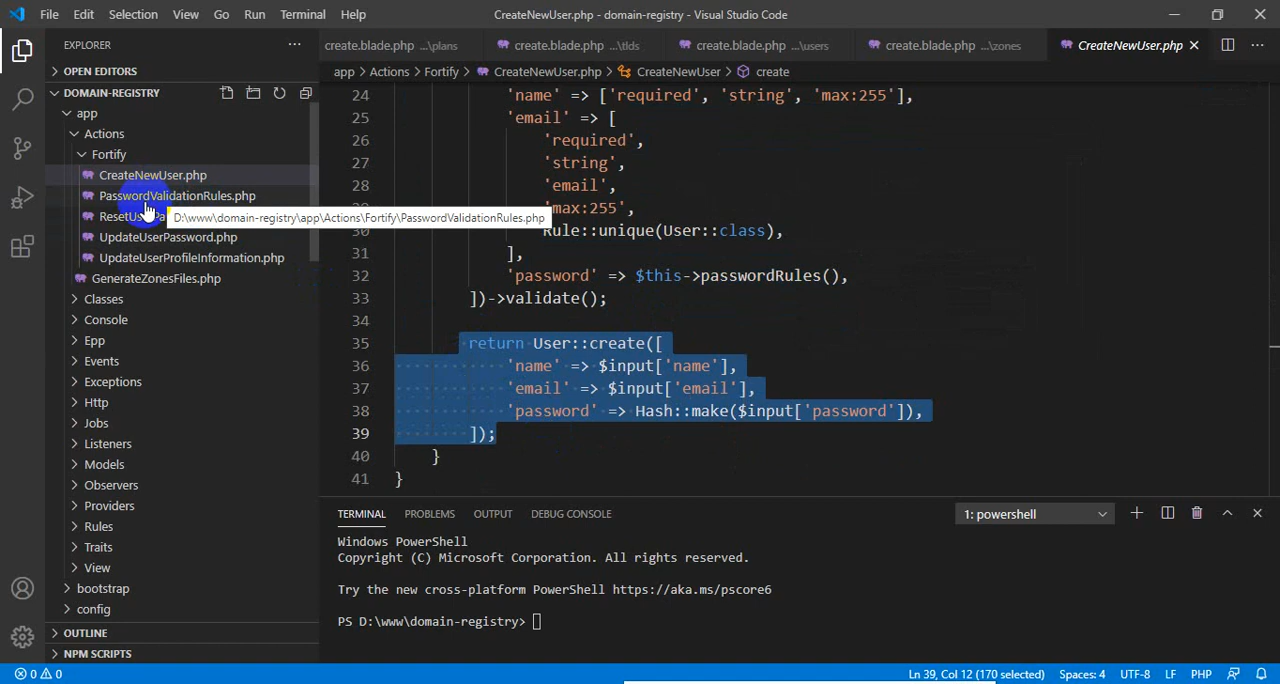 File Edit Selection View Go Run Terminal Help CreateNewUser.php - domain-registry - Visual Studio Code
EXPLORER
OPEN EDITORS
DOMAIN-REGISTRY
app
Actions
Fortify
CreateNewUser.php
PasswordValidationRules.php
UpdateUserPassword.php
UpdateUserProfileInformation.php
GenerateZonesFiles.php
Classes
Console
Epp
Events
Exceptions
Http
Jobs
Listeners
Models
Observers
Providers
Rules
Traits
View
bootstrap
config
OUTLINE
NPM SCRIPTS
create.blade.php ...\plans create.blade.php ...\tlds create.blade.php ...\users create.blade.php ...\zones CreateNewUser.php
app > Actions > Fortify > CreateNewUser.php > CreateNewUser > create
24 'name' => ['required', 'string', 'max:255'],
25 'email' => [
26 'required',
27 'string',
28 'email',
max:255',
D:\www\domain-registry\app\Actions\Fortify\PasswordValidationRules.php
30 Rule::unique(User::class),
31 ],
32 'password' => $this->passwordRules(),
33 ])->validate();
34
35 return User::create([
36 'name' => $input['name'],
37 'email' => $input['email'],
38 'password' => Hash::make($input['password']),
39 ]);
40 }
41 }
TERMINAL PROBLEMS OUTPUT DEBUG CONSOLE 1: powershell
Windows PowerShell
Copyright (C) Microsoft Corporation. All rights reserved.
Try the new cross-platform PowerShell https://aka.ms/pscore6
PS D:\www\domain-registry>
0 0 Ln 39, Col 12 (170 selected) Spaces: 4 UTF-8 LF PHP